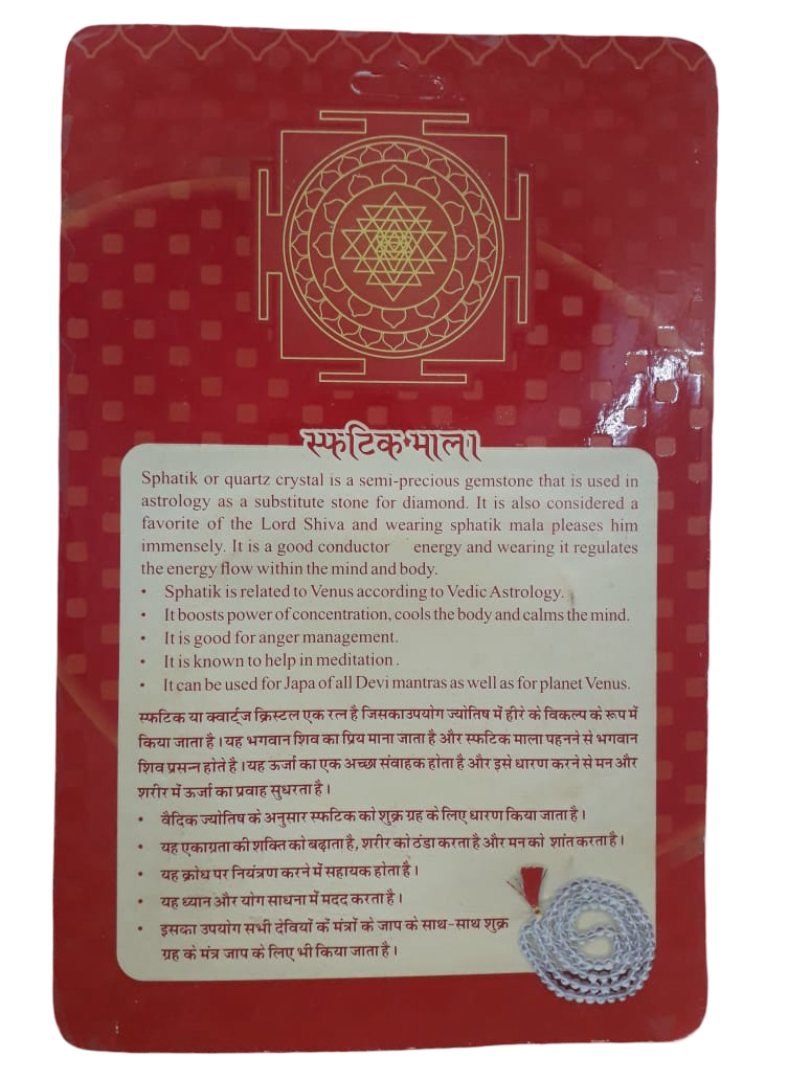 स्फटिक माला
Sphatik or quartz crystal is a semi-precious gemstone that is used in
astrology as a substitute stone for diamond. It is also considered a
favorite of the Lord Shiva and wearing sphatik mala pleases him
immensely. It is a good conductor energy and wearing it regulates
the energy flow within the mind and body.
• Sphatik is related to Venus according to Vedic Astrology.
• It boosts power of concentration, cools the body and calms the mind.
• It is good for anger management.
• It is known to help in meditation .
• It can be used for Japa of all Devi mantras as well as for planet Venus.
स्फटिक या क्वार्ट्ज क्रिस्टल एक रत्न है जिसकाउपयोग ज्योतिष में हीरे के विकल्प के रूप में
किया जाता है। यह भगवान शिव का प्रिय माना जाता है और स्फटिक माला पहनने से भगवान
शिव प्रसन्न होते है। यह ऊर्जा का एक अच्छा संवाहक होता है और इसे धारण करने से मन और
शरीर में ऊर्जा का प्रवाह सुधरता है।
• वैदिक ज्योतिष के अनुसार स्फटिक को शुक्र ग्रह के लिए धारण किया जाता है।
• यह एकाग्रता की शक्ति को बढ़ाता है, शरीर को ठंडा करता है और मन को शांत करता है।
• यह क्रोध पर नियंत्रण करने में सहायक होता है।
• यह ध्यान और योग साधना में मदद करता है।
• इसका उपयोग सभी देवियों के मंत्रों के जाप के साथ-साथ शुक्र
ग्रह के मंत्र जाप के लिए भी किया जाता है।